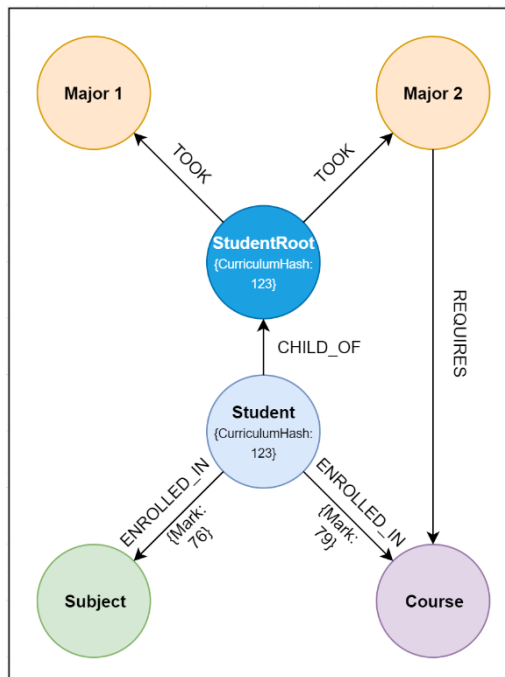 Major 1
Major 2
TOOK
TOOK
StudentRoot
{CurriculumHash:
123}
REQUIRES
CHILD_OF
Student
{CurriculumHash:
123}
ENROLLED_IN
{Mark:
76}
ENROLLED_IN
{Mark:
79}
Subject
Course